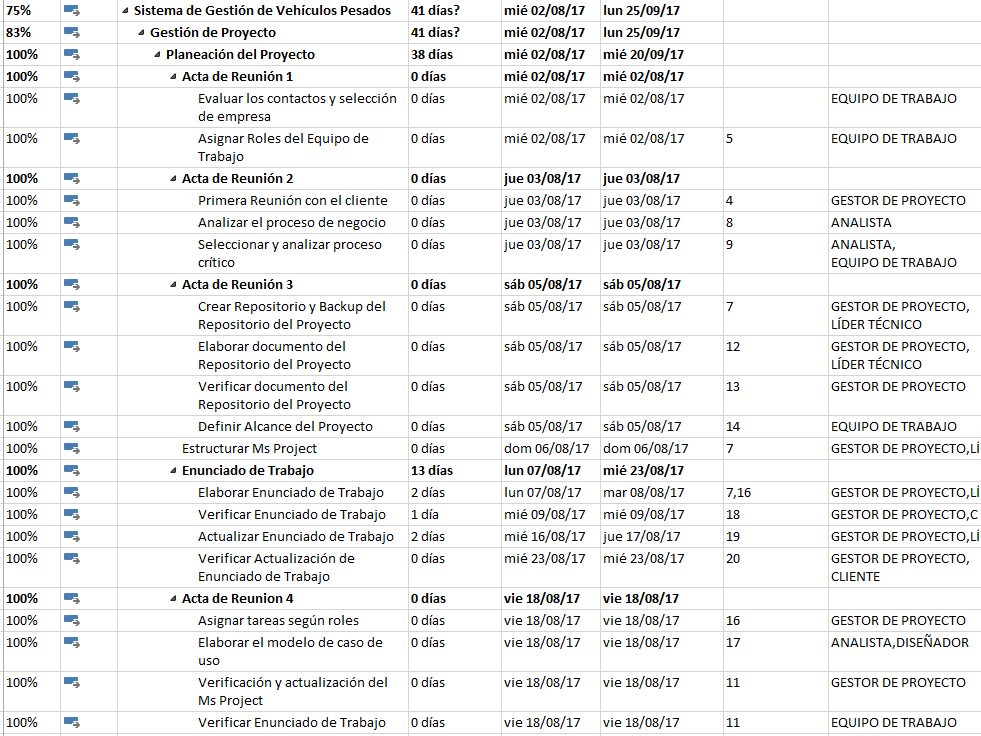 75% Sistema de Gestión de Vehículos Pesados 41 días? mié 02/08/17 lun 25/09/17
83% Gestión de Proyecto 41 días? mié 02/08/17 lun 25/09/17
100% Planeación del Proyecto 38 días mié 02/08/17 mié 20/09/17
100% Acta de Reunión 1 0 días mié 02/08/17 mié 02/08/17
100% Evaluar los contactos y selección 0 días mié 02/08/17 mié 02/08/17 EQUIPO DE TRABAJO
de empresa
100% Asignar Roles del Equipo de 0 días mié 02/08/17 mié 02/08/17 5 EQUIPO DE TRABAJO
Trabajo
100% Acta de Reunión 2 0 días jue 03/08/17 jue 03/08/17
100% Primera Reunión con el cliente 0 días jue 03/08/17 jue 03/08/17 4 GESTOR DE PROYECTO
100% Analizar el proceso de negocio 0 días jue 03/08/17 jue 03/08/17 8 ANALISTA
100% Seleccionar y analizar proceso 0 días jue 03/08/17 jue 03/08/17 9 ANALISTA,
crítico EQUIPO DE TRABAJO
100% Acta de Reunión 3 0 días sáb 05/08/17 sáb 05/08/17
100% Crear Repositorio y Backup del 0 días sáb 05/08/17 sáb 05/08/17 7 GESTOR DE PROYECTO,
Repositorio del Proyecto LÍDER TÉCNICO
100% Elaborar documento del 0 días sáb 05/08/17 sáb 05/08/17 12 GESTOR DE PROYECTO,
Repositorio del Proyecto LÍDER TÉCNICO
100% Verificar documento del 0 días sáb 05/08/17 sáb 05/08/17 13 GESTOR DE PROYECTO
Repositorio del Proyecto
100% Definir Alcance del Proyecto 0 días sáb 05/08/17 sáb 05/08/17 14 EQUIPO DE TRABAJO
100% Estructurar Ms Project 0 días dom 06/08/17 dom 06/08/17 7 GESTOR DE PROYECTO,LÍ
100% Enunciado de Trabajo 13 días lun 07/08/17 mié 23/08/17
100% Elaborar Enunciado de Trabajo 2 días lun 07/08/17 mar 08/08/17 7,16 GESTOR DE PROYECTO,LÍ
100% Verificar Enunciado de Trabajo 1 día mié 09/08/17 mié 09/08/17 18 GESTOR DE PROYECTO,C
100% Actualizar Enunciado de Trabajo 2 días mié 16/08/17 jue 17/08/17 19 GESTOR DE PROYECTO,LÍ
100% Verificar Actualización de 0 días mié 23/08/17 mié 23/08/17 20 GESTOR DE PROYECTO,
Enunciado de Trabajo CLIENTE
100% Acta de Reunion 4 0 días vie 18/08/17 vie 18/08/17
100% Asignar tareas según roles 0 días vie 18/08/17 vie 18/08/17 16 GESTOR DE PROYECTO
100% Elaborar el modelo de caso de 0 días vie 18/08/17 vie 18/08/17 17 ANALISTA,DISEÑADOR
uso
100% Verificación y actualización del 0 días vie 18/08/17 vie 18/08/17 11 GESTOR DE PROYECTO
Ms Project
100% Verificar Enunciado de Trabajo 0 días vie 18/08/17 vie 18/08/17 11 EQUIPO DE TRABAJO